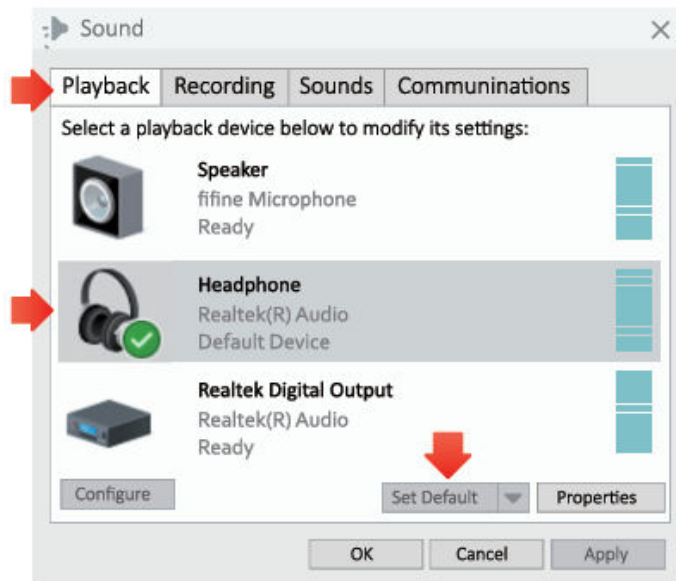 Sound
Playback Recording Sounds Communinations
Select a playback device below to modify its settings:
Speaker
fifine Microphone
Ready
Headphone
Realtek(R) Audio
Default Device
Realtek Digital Output
Realtek(R) Audio
Ready
Configure Set Default Properties
OK Cancel Apply